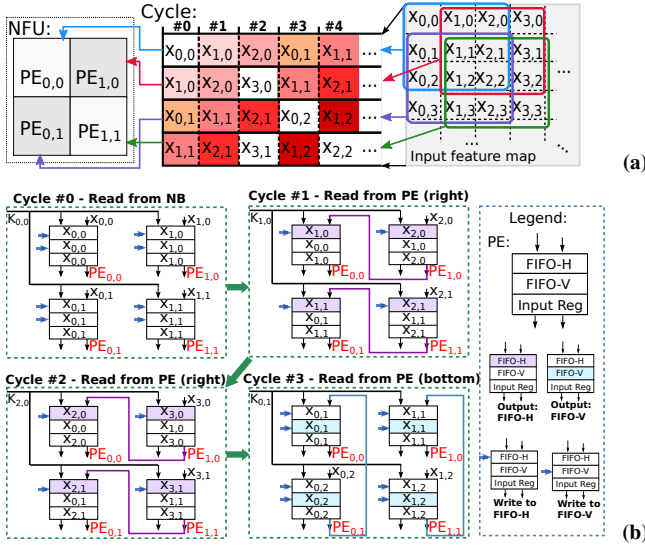 Cycle:
NFU:
#0 #1 #2 #3 #4
PE0,0 PE1,0
PE0,1 PE1,1
x0,0 x1,0 x2,0 x0,1 x1,1 ...
x1,0 x2,0 x3,0 x1,1 x2,1 ...
x0,1 x1,1 x2,1 x0,2 x1,2 ...
x1,1 x2,1 x3,1 x1,2 x2,2 ...
x0,0 x1,0 x2,0 x3,0
x0,1 x1,1 x2,1 x3,1
x0,2 x1,2 x2,2 x3,2 ...
x0,3 x1,3 x2,3 x3,3
... ...
Input feature map
(a)
Cycle #0 - Read from NB
K0,0 x0,0 x1,0
x0,0 x1,0
x0,0 x1,0
x0,0 x1,0
PE0,0 PE1,0
x0,1 x1,1
x0,1 x1,1
x0,1 x1,1
x0,1 x1,1
PE0,1 PE1,1
Cycle #1 - Read from PE (right)
K1,0 x2,0
x1,0 x2,0
x0,0 x1,0
x1,0 x2,0
PE0,0 PE1,0
x2,1
x1,1 x2,1
x0,1 x1,1
x1,1 x2,1
PE0,1 PE1,1
Cycle #2 - Read from PE (right)
K2,0 x3,0
x2,0 x3,0
x0,0 x1,0
x2,0 x3,0
PE0,0 PE1,0
x3,1
x2,1 x3,1
x0,1 x1,1
x2,1 x3,1
PE0,1 PE1,1
Cycle #3 - Read from PE (bottom)
K0,1
x0,1 x1,1
x0,1 x1,1
x0,1 x1,1
PE0,0 PE1,0
x0,2 x1,2
x0,2 x1,2
x0,2 x1,2
x0,2 x1,2
PE0,1 PE1,1
Legend:
PE:
FIFO-H
FIFO-V
Input Reg
FIFO-H FIFO-H
FIFO-V FIFO-V
Input Reg Input Reg
Output: Output:
FIFO-H FIFO-V
FIFO-H FIFO-H
FIFO-V FIFO-V
Input Reg Input Reg
Write to Write to
FIFO-H FIFO-V
(b)